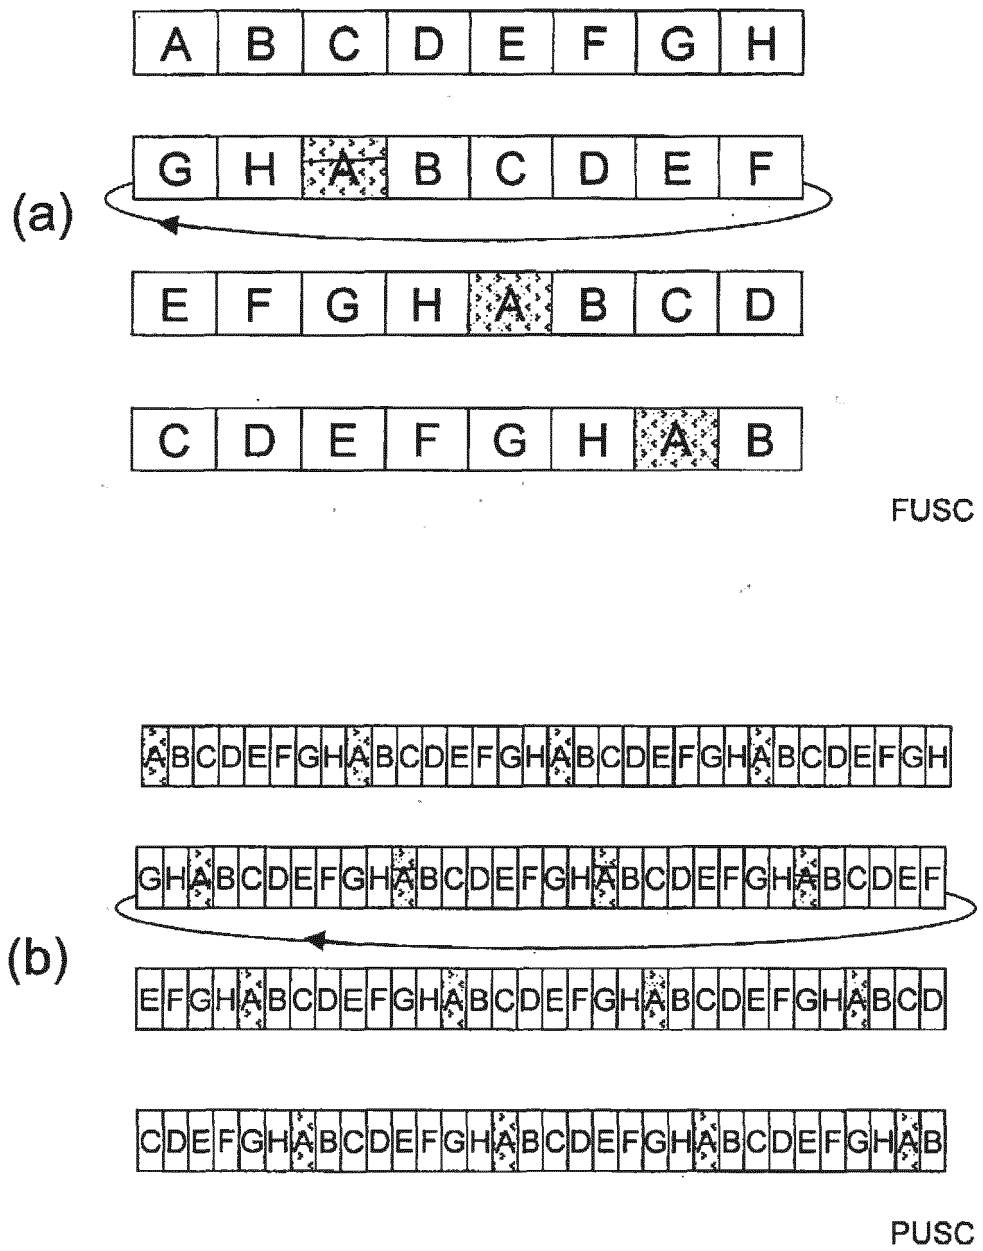 A B C D E F G H
G H A B C D E F
(a)
E F G H A B C D
C D E F G H A B
FUSC
A B C D E F G H A B C D E F G H A B C D E F G H A B C D E F G H
G H A B C D E F G H A B C D E F G H A B C D E F G H A B C D E F
(b)
E F G H A B C D E F G H A B C D E F G H A B C D E F G H A B C D
C D E F G H A B C D E F G H A B C D E F G H A B C D E F G H A B
PUSC